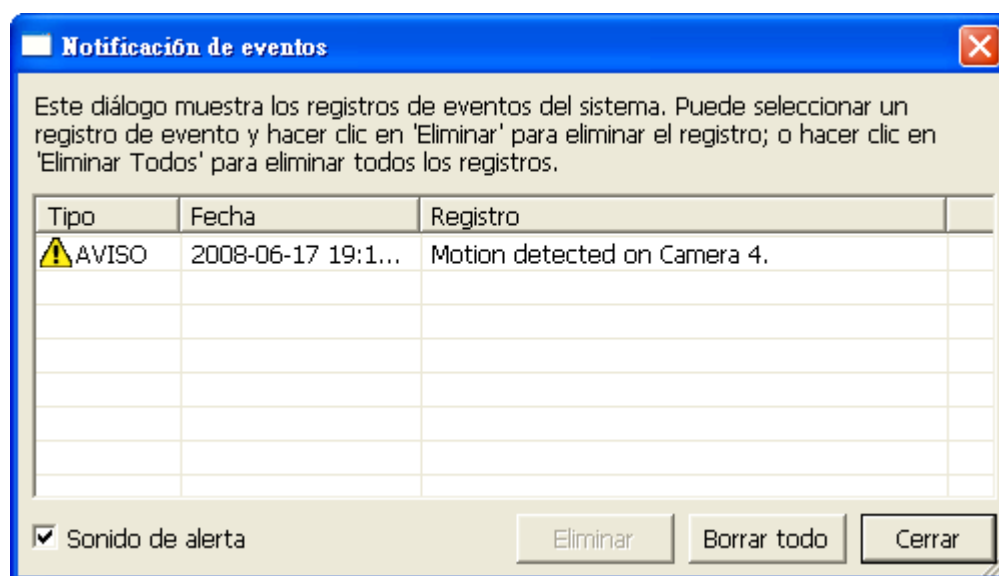 Notificación de eventos
Este diálogo muestra los registros de eventos del sistema. Puede seleccionar un
registro de evento y hacer clic en 'Eliminar' para eliminar el registro; o hacer clic en
'Eliminar Todos' para eliminar todos los registros.
Tipo Fecha Registro
AVISO 2008-06-17 19:1... Motion detected on Camera 4.
Sonido de alerta Eliminar Borrar todo Cerrar